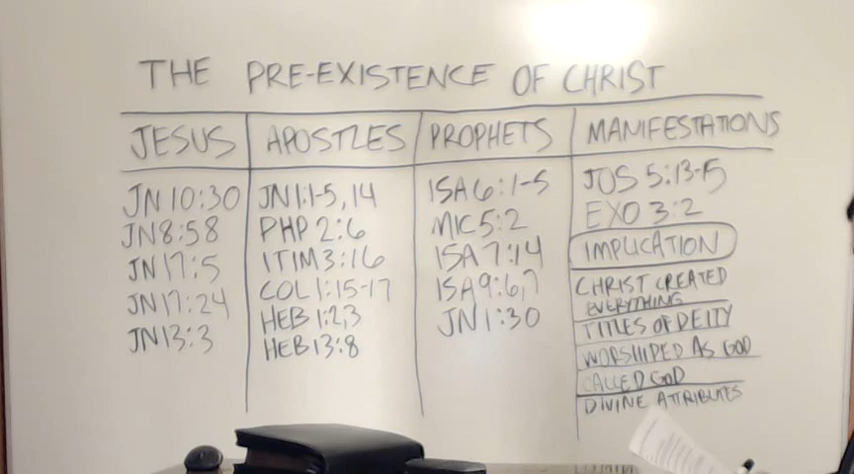 THE PRE-EXISTENCE OF CHRIST
JESUS
JN 10:30
JN 8:58
JN 17:5
JN 17:24
JN 13:3
APOSTLES
JN 1:1-5, 14
PHP 2:6
1 TIM 3:16
COL 1:15-17
HEB 1:2,3
HEB 13:8
PROPHETS
ISA 6:1-5
MIC 5:2
ISA 7:14
ISA 9:6,7
JN 1:30
MANIFESTATIONS
JOS 5:13-15
EXO 3:2
IMPLICATION
CHRIST CREATED
EVERYTHING
TITLES OF DEITY
WORSHIPED AS GOD
CALLED GOD
DIVINE ATTRIBUTES